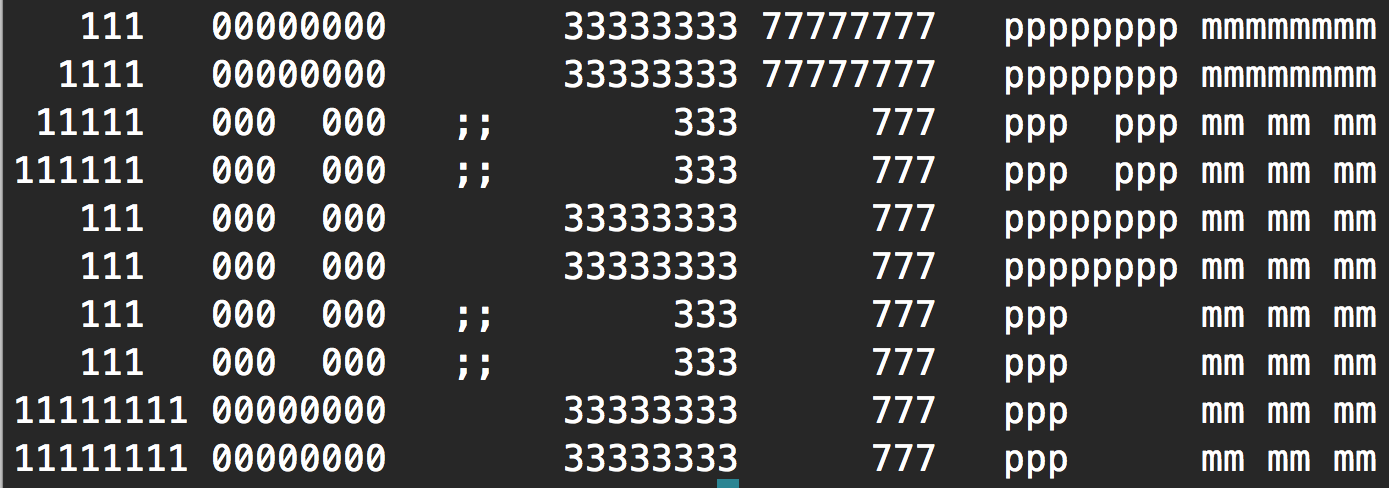 111   00000000        33333333 77777777   pppppppp mmmmmmmm
  1111   00000000        33333333 77777777   pppppppp mmmmmmmm
 11111   000  000   ;;        333      777   ppp  ppp mm mm mm
111111   000  000   ;;        333      777   ppp  ppp mm mm mm
   111   000  000        33333333      777   pppppppp mm mm mm
   111   000  000        33333333      777   pppppppp mm mm mm
   111   000  000   ;;        333      777   ppp      mm mm mm
   111   000  000   ;;        333      777   ppp      mm mm mm
11111111 00000000        33333333      777   ppp      mm mm mm
11111111 00000000        33333333      777   ppp      mm mm mm